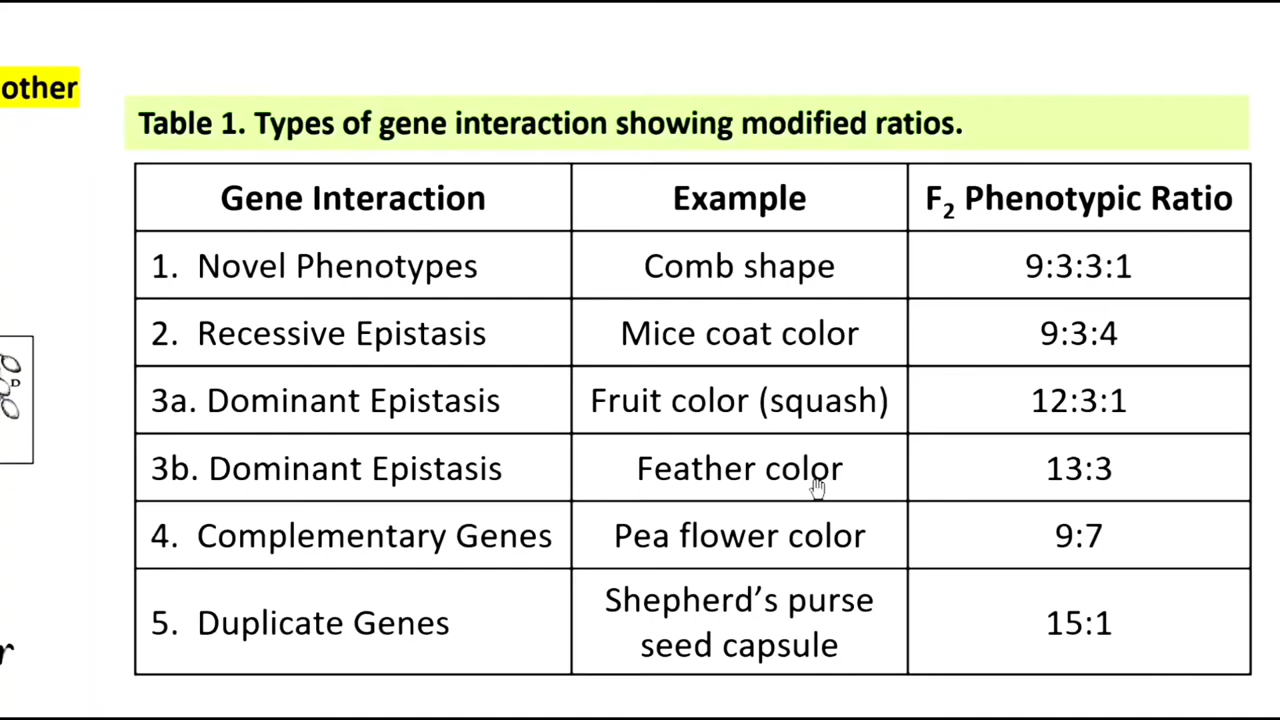 other
Table 1. Types of gene interaction showing modified ratios.
Gene Interaction Example F2 Phenotypic Ratio
1. Novel Phenotypes Comb shape 9:3:3:1
2. Recessive Epistasis Mice coat color 9:3:4
3a. Dominant Epistasis Fruit color (squash) 12:3:1
3b. Dominant Epistasis Feather color 13:3
4. Complementary Genes Pea flower color 9:7
5. Duplicate Genes Shepherd’s purse
seed capsule 15:1
P
r